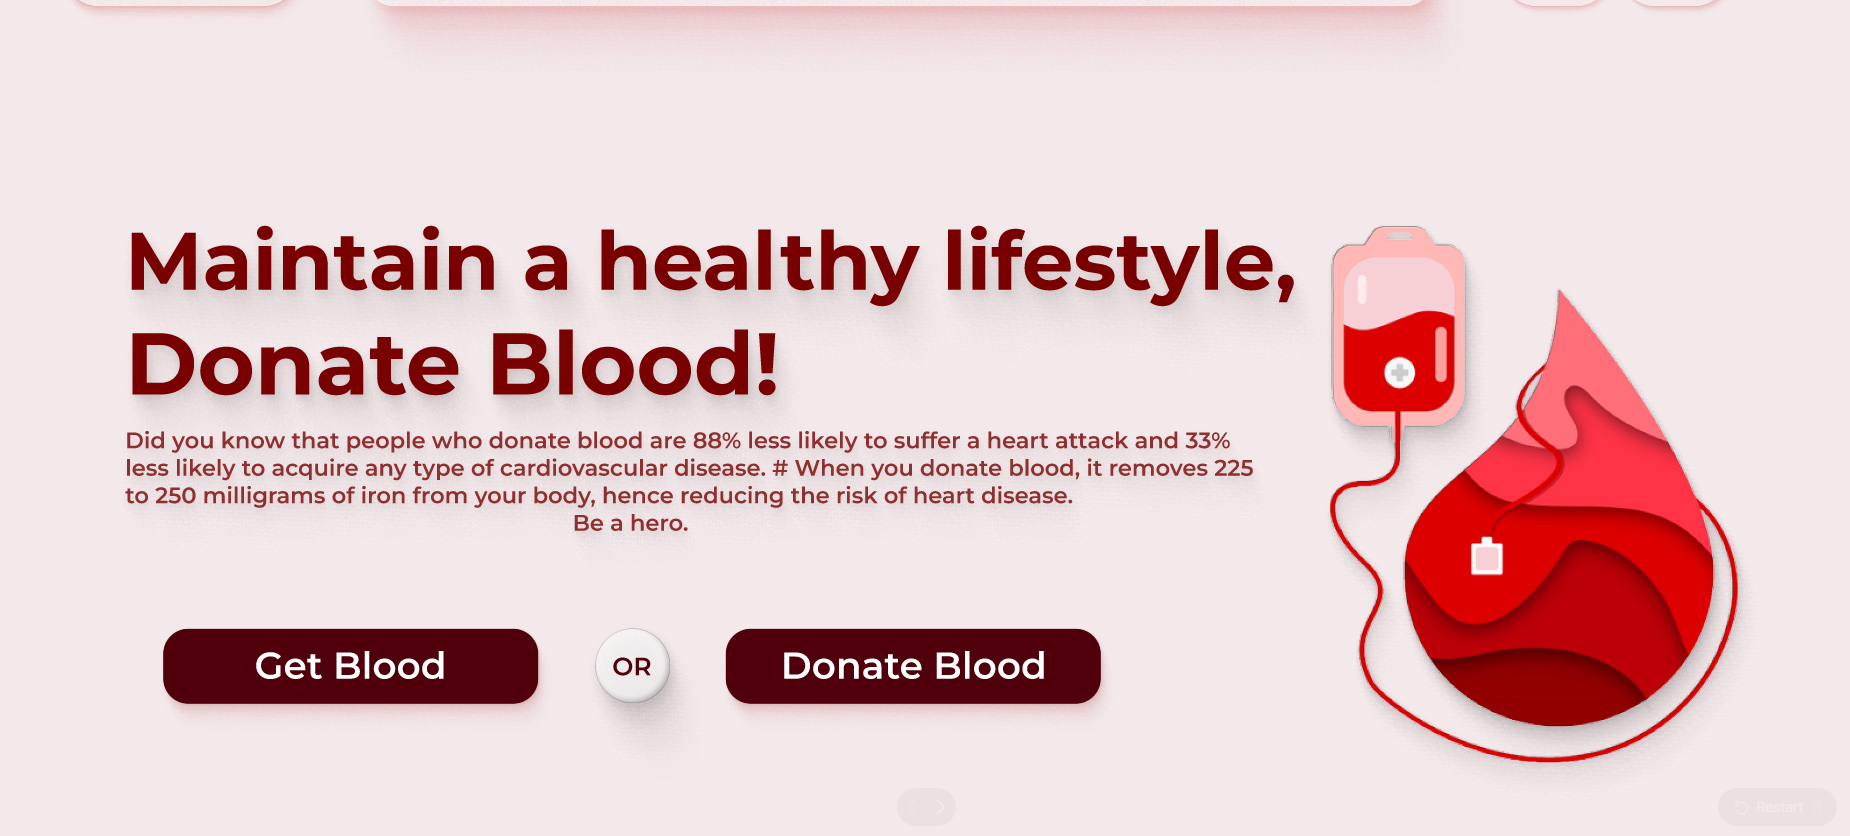 Maintain a healthy lifestyle,
Donate Blood!
Did you know that people who donate blood are 88% less likely to suffer a heart attack and 33%
less likely to acquire any type of cardiovascular disease. # When you donate blood, it removes 225
to 250 milligrams of iron from your body, hence reducing the risk of heart disease.
Be a hero.
Get Blood
OR
Donate Blood
Restart